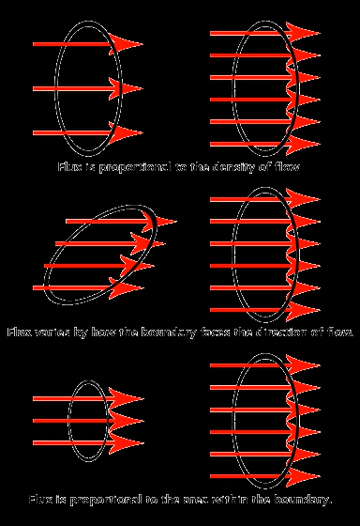 Flux is proportional to the density of flow
Flux varies by how the boundary faces the direction of flow.
Flux is proportional to the area within the boundary.